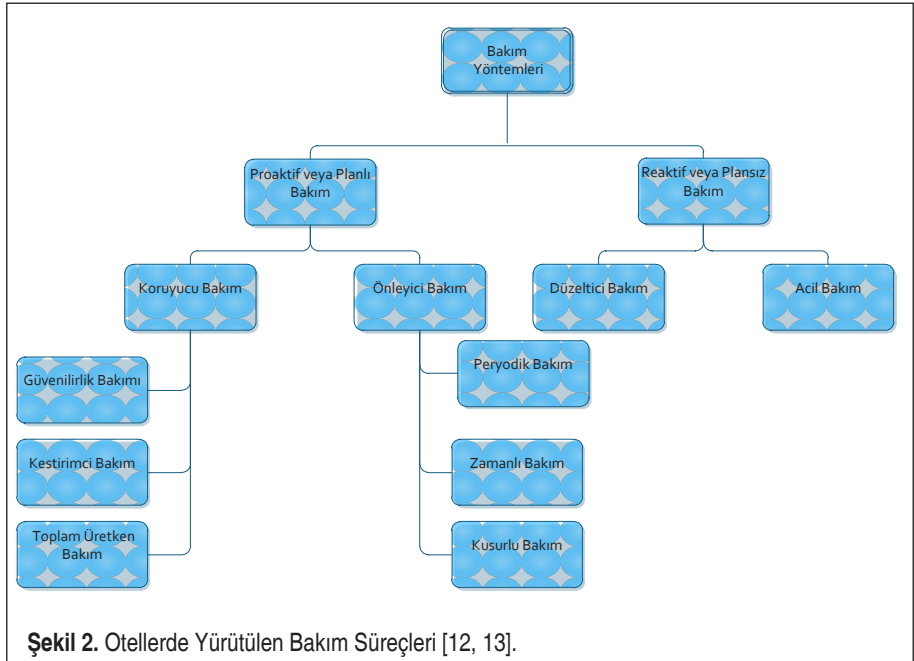 Bakım
Yöntemleri
Proaktif veya Planlı
Bakım
Reaktif veya Plansız
Bakım
Koruyucu Bakım
Önleyici Bakım
Düzeltici Bakım
Acil Bakım
Güvenilirlik Bakımı
Kestirimci Bakım
Toplam Üretken
Bakım
Peryodik Bakım
Zamanlı Bakım
Kusurlu Bakım
Şekil 2. Otellerde Yürütülen Bakım Süreçleri [12, 13].